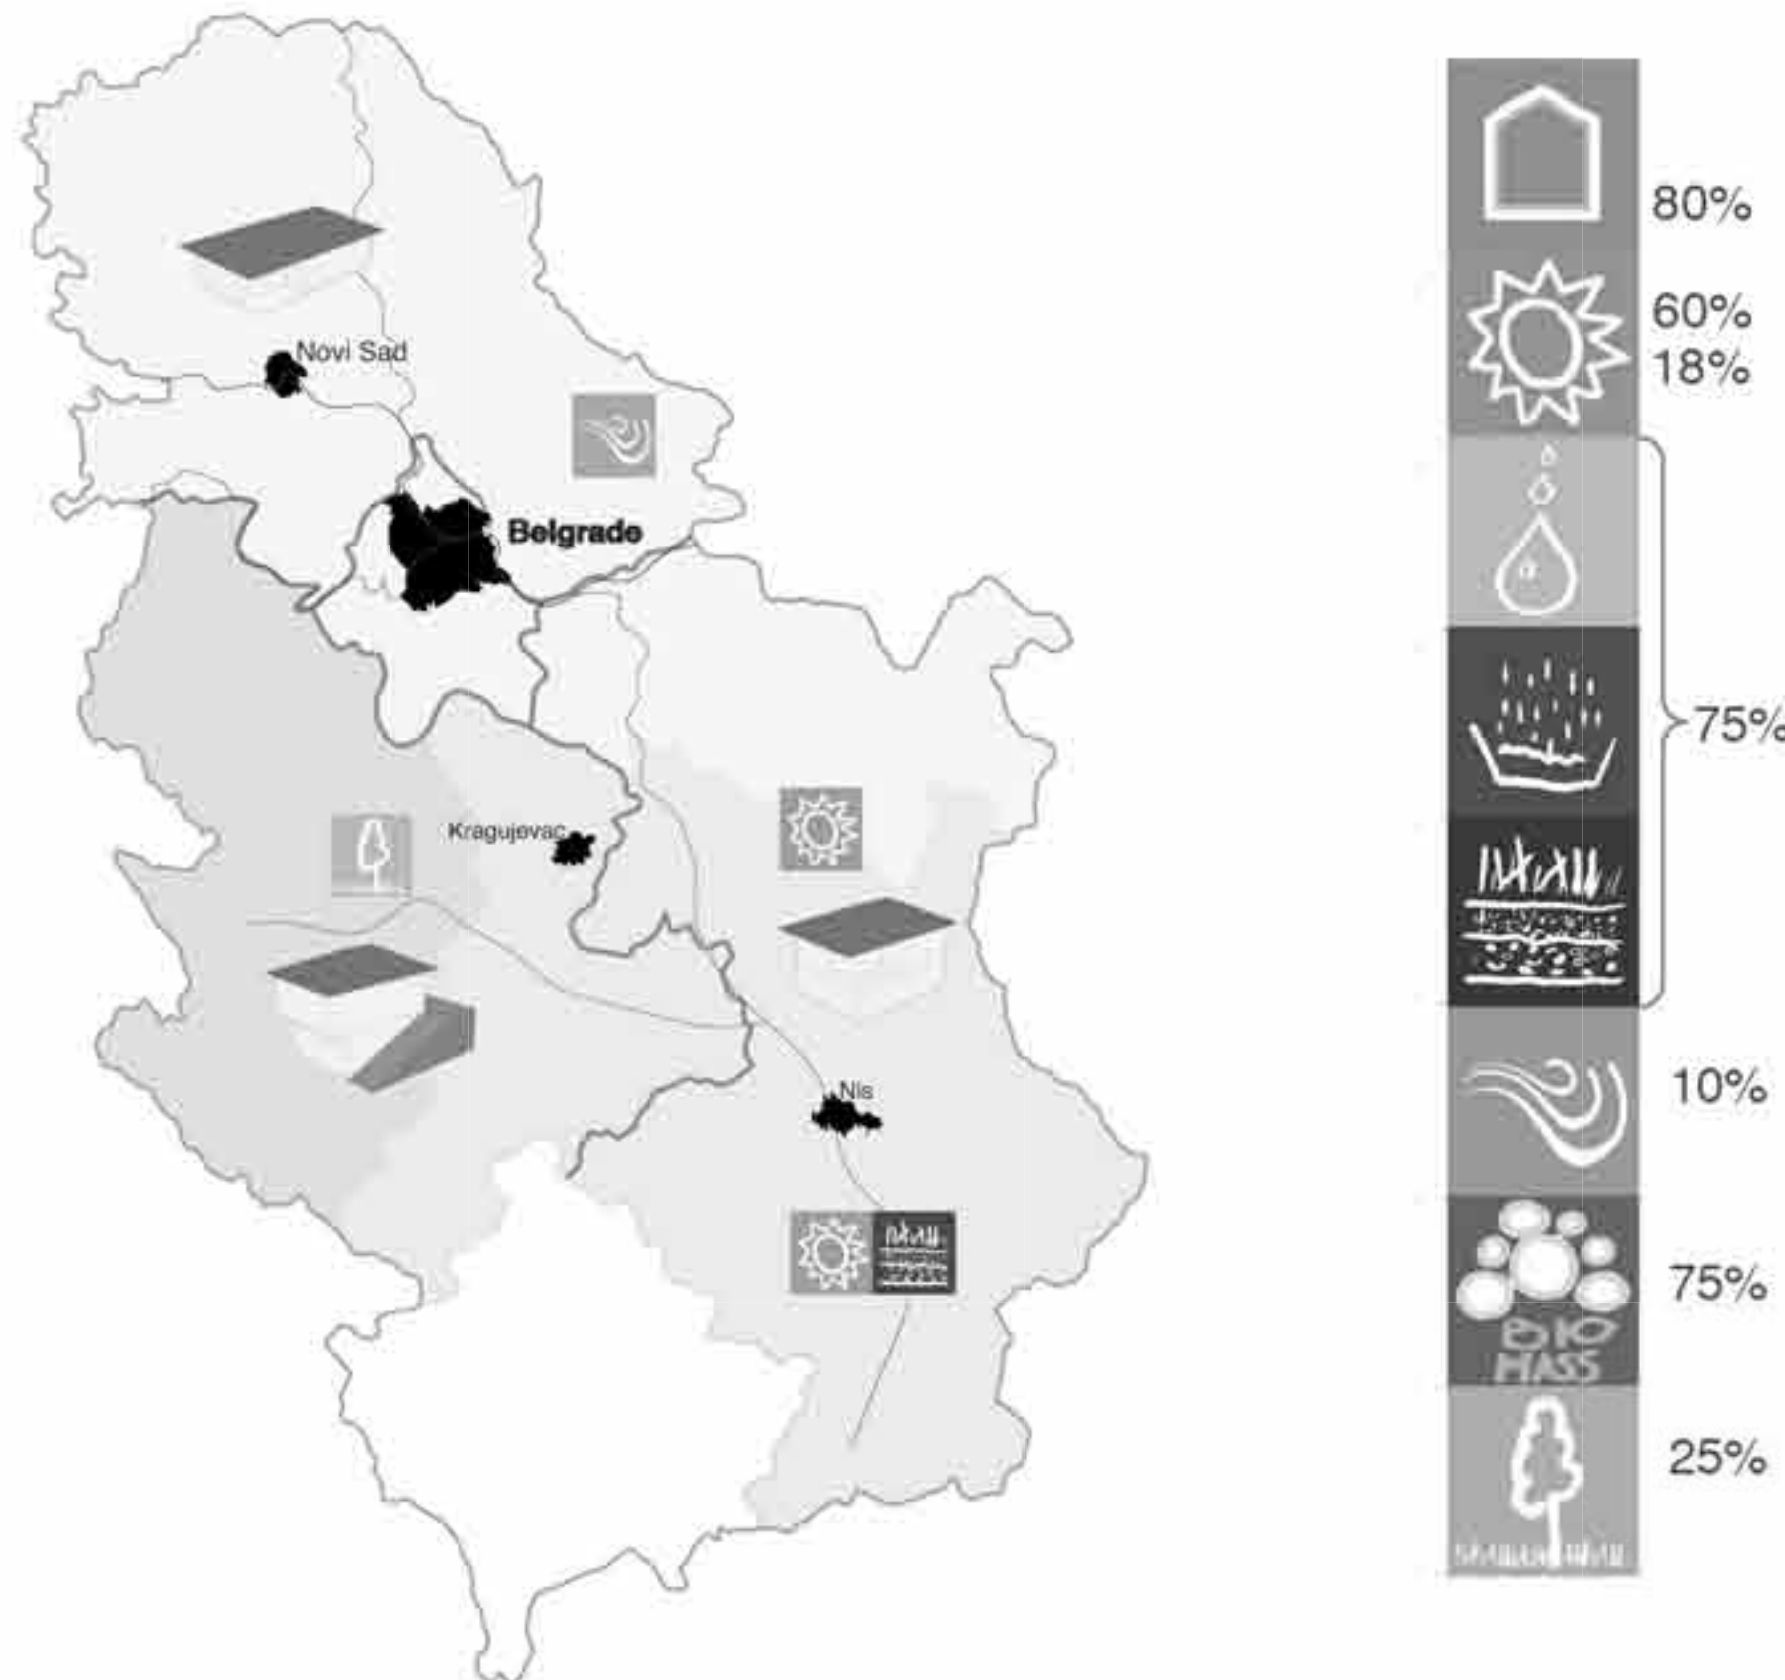 Novi Sad
Belgrade
Kragujevac
Nis
80%
60%
18%
75%
10%
BIO
MASS
75%
25%